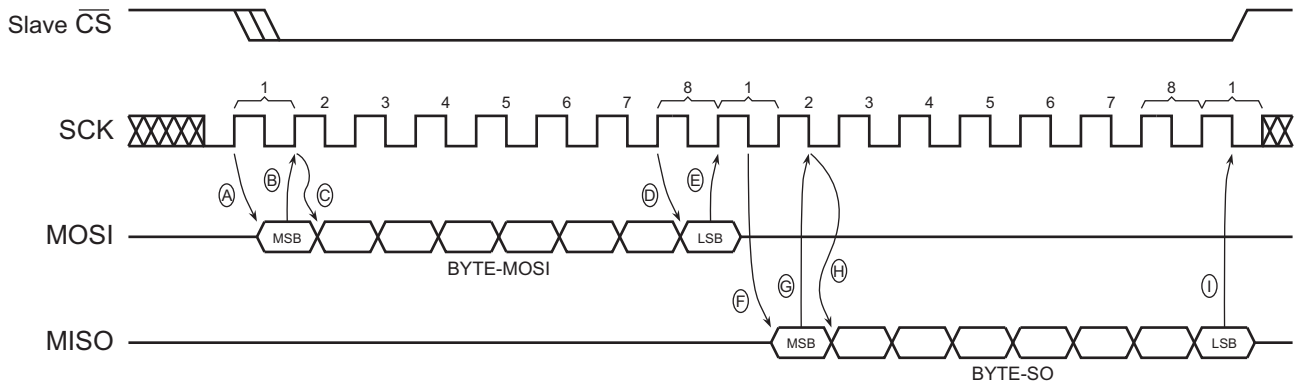 Slave CS
1 2 3 4 5 6 7 8 1 2 3 4 5 6 7 8 1
SCK
A B C D E
MOSI MSB LSB
BYTE-MOSI
F G H I
MISO MSB LSB
BYTE-SO